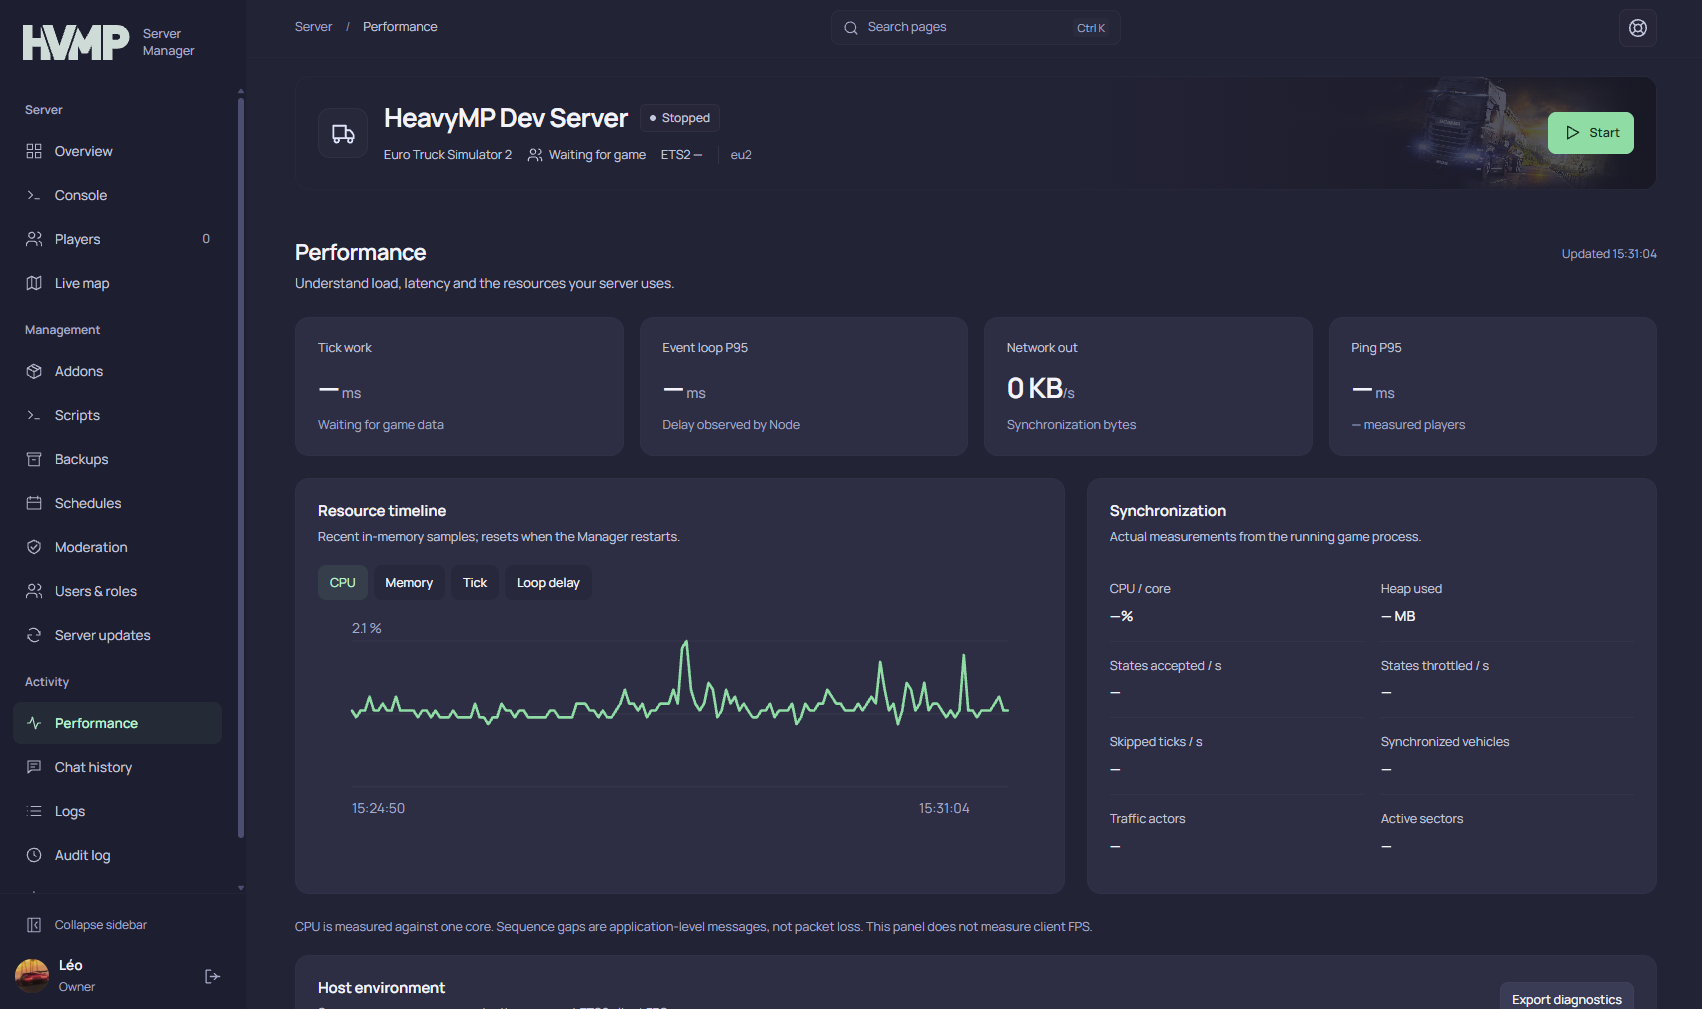 HVMP
Server
Manager
Server / Performance
Search pages
Ctrl K
Server
Overview
Console
Players 0
Live map
Management
Addons
Scripts
Backups
Schedules
Moderation
Users & roles
Server updates
Activity
Performance
Chat history
Logs
Audit log
Collapse sidebar
Léo
Owner
HeavyMP Dev Server
Stopped
Euro Truck Simulator 2 Waiting for game ETS2 — eu2
Start
Performance
Updated 15:31:04
Understand load, latency and the resources your server uses.
Tick work
— ms
Waiting for game data
Event loop P95
— ms
Delay observed by Node
Network out
0 KB/s
Synchronization bytes
Ping P95
— ms
— measured players
Resource timeline
Recent in-memory samples; resets when the Manager restarts.
CPU Memory Tick Loop delay
2.1 %
15:24:50 15:31:04
Synchronization
Actual measurements from the running game process.
CPU / core
—%
Heap used
— MB
States accepted / s
—
States throttled / s
—
Skipped ticks / s
—
Synchronized vehicles
—
Traffic actors
—
Active sectors
—
CPU is measured against one core. Sequence gaps are application-level messages, not packet loss. This panel does not measure client FPS.
Host environment
Export diagnostics